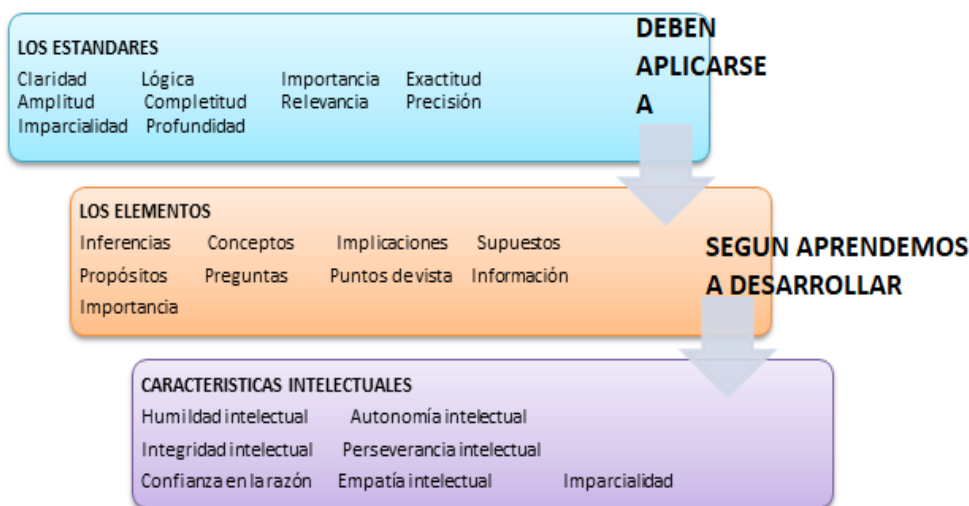 LOS ESTANDARES
Claridad Lógica Importancia Exactitud
Amplitud Completitud Relevancia Precisión
Imparcialidad Profundidad
DEBEN
APLICARSE
A
LOS ELEMENTOS
Inferencias Conceptos Implicaciones Supuestos
Propósitos Preguntas Puntos de vista Información
Importancia
SEGUN APRENDEMOS
A DESARROLLAR
CARACTERISTICAS INTELECTUALES
Humildad intelectual Autonomía intelectual
Integridad intelectual Perseverancia intelectual
Confianza en la razón Empatía intelectual Imparcialidad